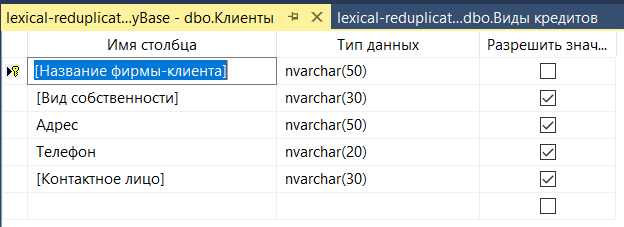 lexical-reduplicat...yBase - dbo.Клиенты
lexical-reduplicat...dbo.Виды кредитов
Имя столбца Тип данных Разрешить знач...
[Название фирмы-клиента] nvarchar(50)
[Вид собственности] nvarchar(30)
Адрес nvarchar(50)
Телефон nvarchar(20)
[Контактное лицо] nvarchar(30)